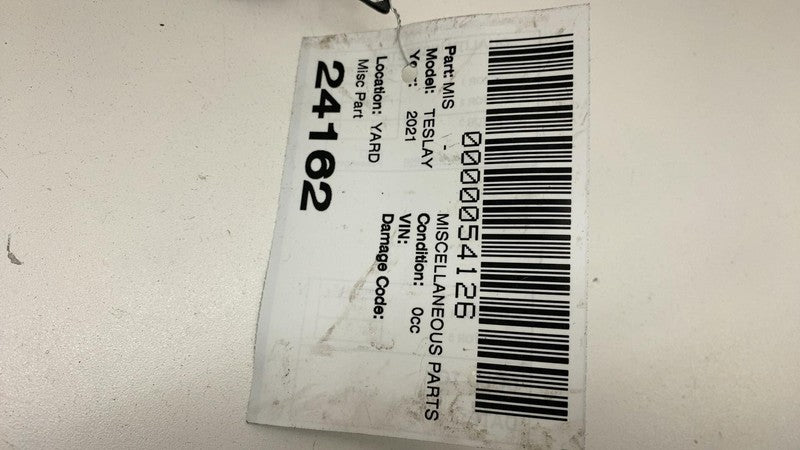 0000054126
Part: MIS - MISCELLANEOUS PARTS
Model: TESLAY Condition: 0cc
2021 VIN:
Damage Code:
Location: YARD
Misc Part
24162